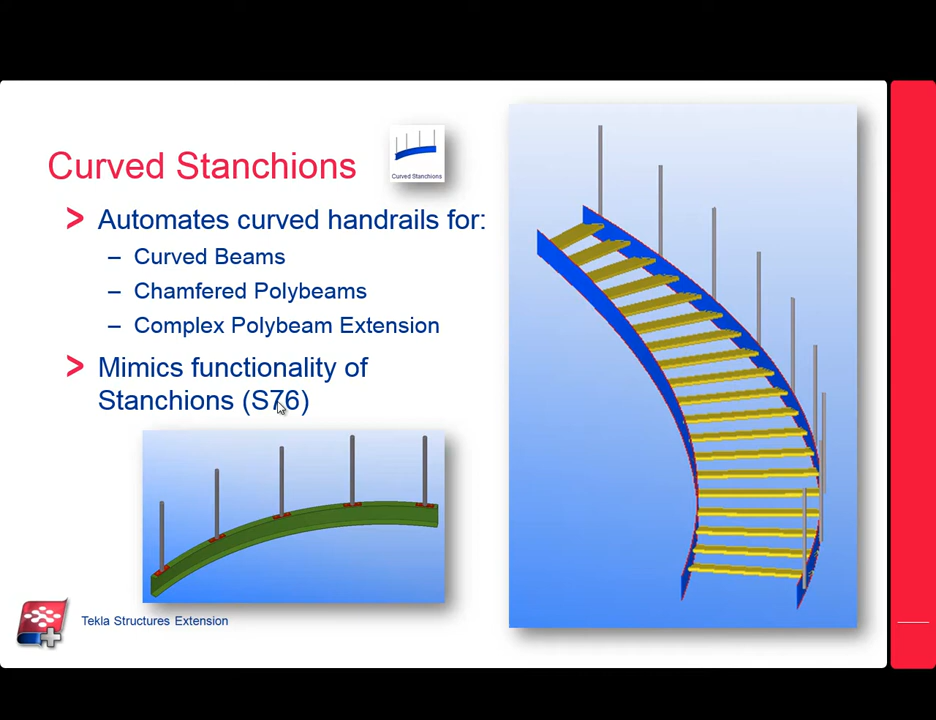 Curved Stanchions
Curved Stanchions
> Automates curved handrails for:
– Curved Beams
– Chamfered Polybeams
– Complex Polybeam Extension
> Mimics functionality of
Stanchions (S76)
Tekla Structures Extension